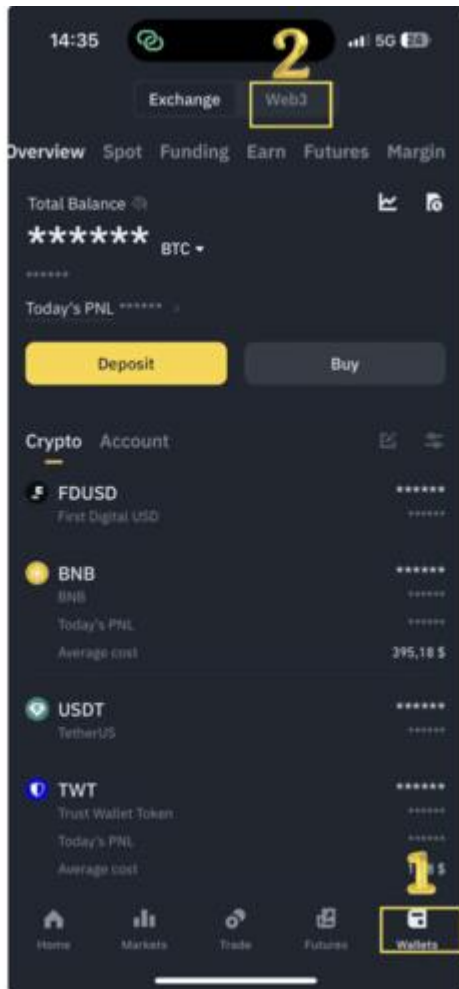 14:35 5G 28
2
Exchange Web3
Overview Spot Funding Earn Futures Margin
Total Balance
****** BTC
******
Today's PNL ******
Deposit Buy
Crypto Account
FDUSD ******
First Digital USD ******
BNB ******
BNB ******
Today's PNL ******
Average cost 395,18 $
USDT ******
TetherUS ******
TWT ******
Trust Wallet Token ******
Today's PNL ******
Average cost
1
Home Markets Trade Futures Wallets